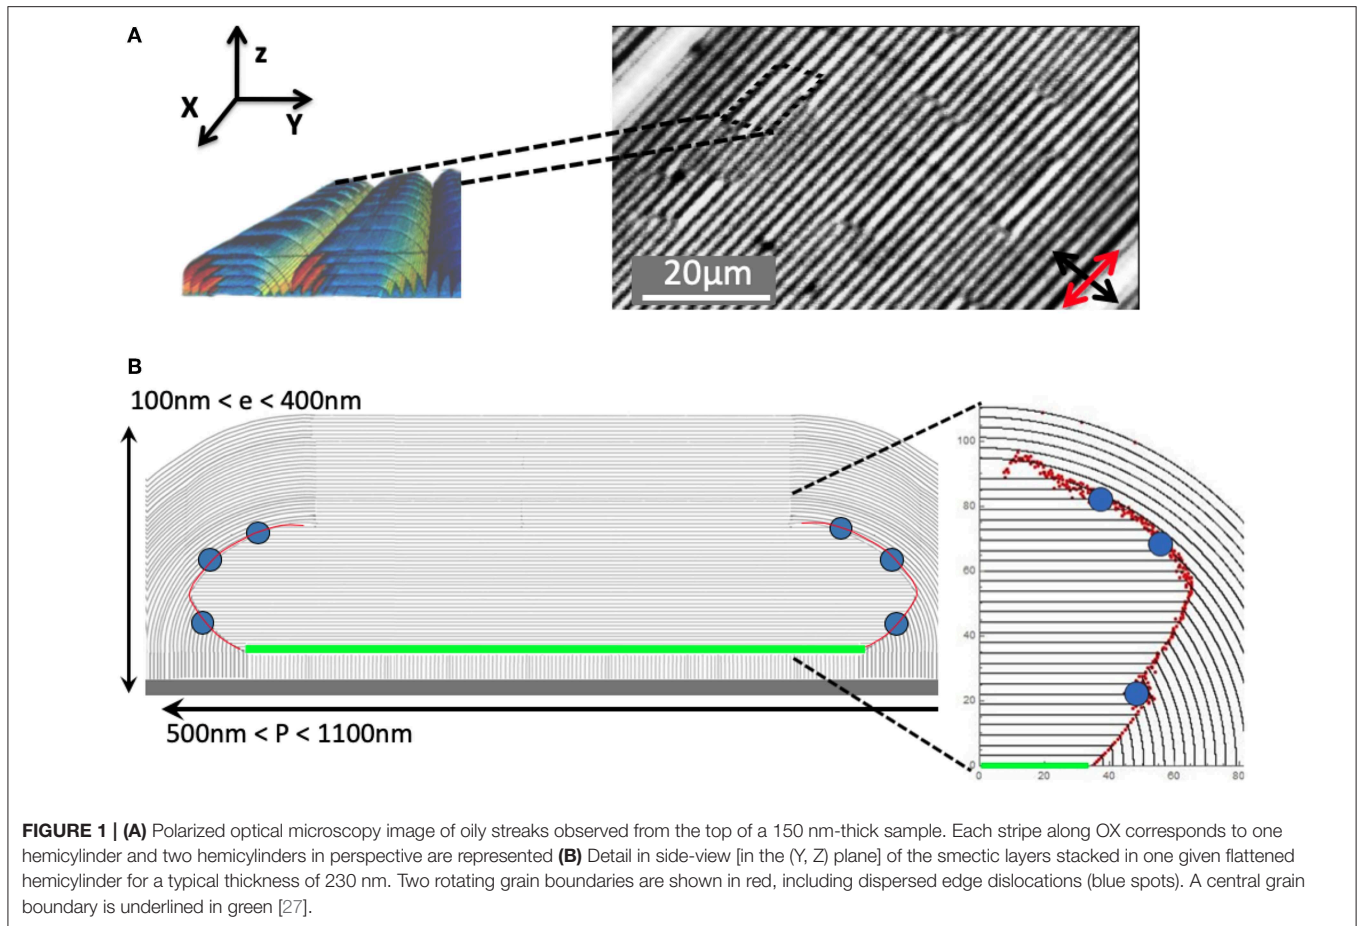 A
z
X
Y
20µm
B
100nm < e < 400nm
500nm < P < 1100nm
100
80
60
40
20
0
0 20 40 60 80
FIGURE 1 | (A) Polarized optical microscopy image of oily streaks observed from the top of a 150 nm-thick sample. Each stripe along OX corresponds to one
hemicylinder and two hemicylinders in perspective are represented (B) Detail in side-view [in the (Y, Z) plane] of the smectic layers stacked in one given flattened
hemicylinder for a typical thickness of 230 nm. Two rotating grain boundaries are shown in red, including dispersed edge dislocations (blue spots). A central grain
boundary is underlined in green [27].